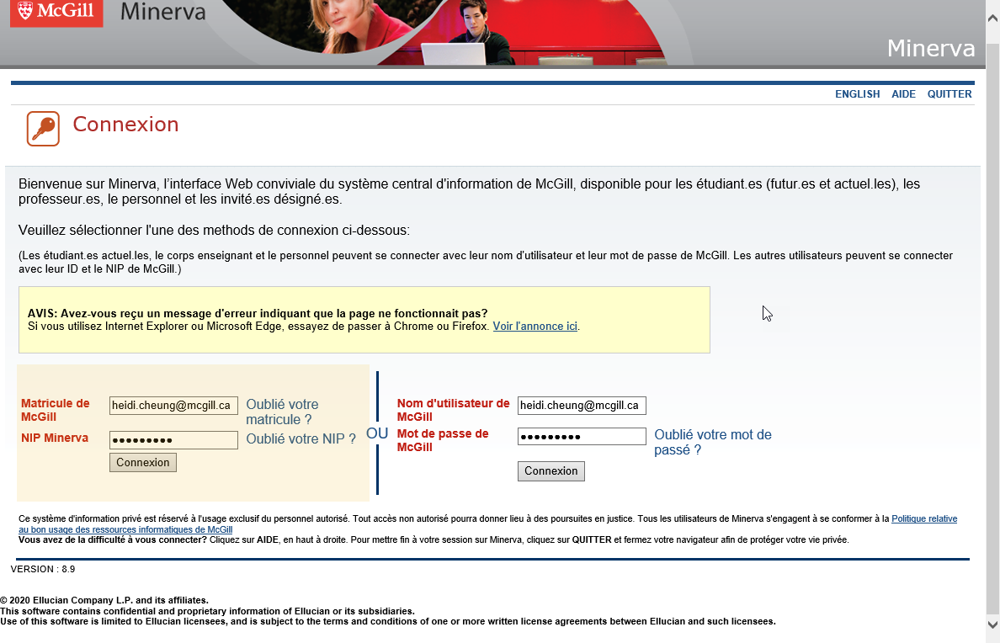 McGill Minerva
Minerva
ENGLISH AIDE QUITTER
Connexion
Bienvenue sur Minerva, l'interface Web conviviale du système central d'information de McGill, disponible pour les étudiant.es (futur.es et actuel.les), les
professeur.es, le personnel et les invité.es désigné.es.
Veuillez sélectionner l'une des methods de connexion ci-dessous:
(Les étudiant.es actuel.les, le corps enseignant et le personnel peuvent se connecter avec leur nom d'utilisateur et leur mot de passe de McGill. Les autres utilisateurs peuvent se connecter
avec leur ID et le NIP de McGill.)
AVIS: Avez-vous reçu un message d'erreur indiquant que la page ne fonctionnait pas?
Si vous utilisez Internet Explorer ou Microsoft Edge, essayez de passer à Chrome ou Firefox. Voir l'annonce ici.
Matricule de
McGill
heidi.cheung@mcgill.ca
Oublié votre
matricule ?
NIP Minerva
●●●●●●●●●
Oublié votre NIP ?
Connexion
OU
Nom d'utilisateur de
McGill
heidi.cheung@mcgill.ca
Mot de passe de
McGill
●●●●●●●●●
Oublié votre mot de
passé ?
Connexion
Ce système d'information privé est réservé à l'usage exclusif du personnel autorisé. Tout accès non autorisé pourra donner lieu à des poursuites en justice. Tous les utilisateurs de Minerva s'engagent à se conformer à la Politique relative
au bon usage des ressources informatiques de McGill
Vous avez de la difficulté à vous connecter? Cliquez sur AIDE, en haut à droite. Pour mettre fin à votre session sur Minerva, cliquez sur QUITTER et fermez votre navigateur afin de protéger votre vie privée.
VERSION : 8.9
© 2020 Ellucian Company L.P. and its affiliates.
This software contains confidential and proprietary information of Ellucian or its subsidiaries.
Use of this software is limited to Ellucian licensees, and is subject to the terms and conditions of one or more written license agreements between Ellucian and such licensees.